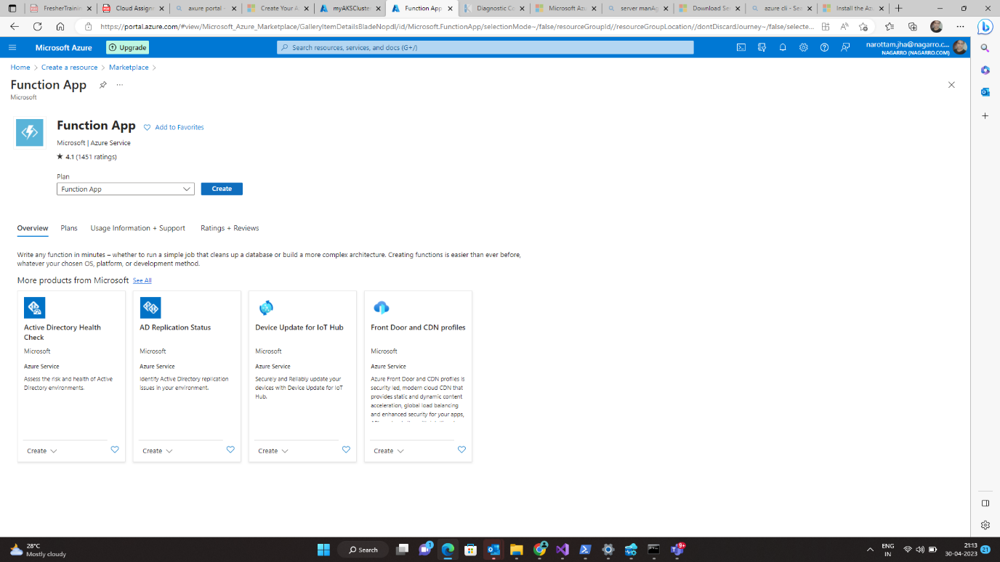 FresherTrainin
Cloud Assignm
axure portal -
Create Your A
myAKSCluster
Function App
Diagnostic Co
Microsoft Azu
server manAg
Download Se
azure cli - Sea
Install the Az
https://portal.azure.com/#view/Microsoft_Azure_Marketplace/GalleryItemDetailsBladeNopdl/id/Microsoft.FunctionApp/selectionMode~/false/resourceGroupId//resourceGroupLocation//dontDiscardJourney~/false/selecte...
Microsoft Azure
Upgrade
Search resources, services, and docs (G+/)
narottam.jha@nagarro.c...
NAGARRO (NAGARRO.COM)
Home > Create a resource > Marketplace >
Function App
Microsoft
Function App
Add to Favorites
Microsoft | Azure Service
★ 4.1 (1451 ratings)
Plan
Function App
Create
Overview Plans Usage Information + Support Ratings + Reviews
Write any function in minutes – whether to run a simple job that cleans up a database or build a more complex architecture. Creating functions is easier than ever before,
whatever your chosen OS, platform, or development method.
More products from Microsoft See All
Active Directory Health
Check
Microsoft
Azure Service
Assess the risk and health of Active
Directory environments.
Create
AD Replication Status
Microsoft
Azure Service
Identify Active Directory replication
issues in your environment.
Create
Device Update for IoT Hub
Microsoft
Azure Service
Securely and Reliably update your
devices with Device Update for IoT
Hub.
Create
Front Door and CDN profiles
Microsoft
Azure Service
Azure Front Door and CDN profiles is
security led, modern cloud CDN that
provides static and dynamic content
acceleration, global load balancing
and enhanced security for your apps,
Create
28°C
Mostly cloudy
Search
1
9+
ENG
IN
21:13
30-04-2023
21